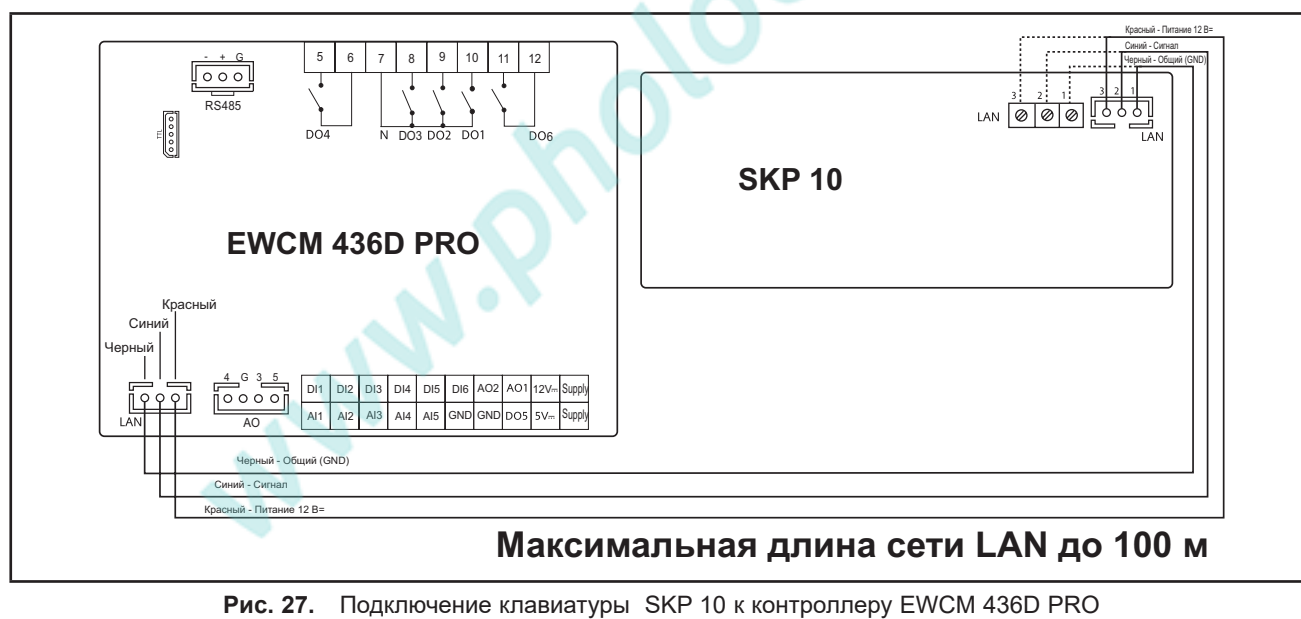 - + G
RS485
TTL
5 6 7 8 9 10 11 12
DO4 N DO3 DO2 DO1 DO6
EWCM 436D PRO
Красный
Синий
Черный
LAN
4 G 3 5
AO
DI1 DI2 DI3 DI4 DI5 DI6 AO2 AO1 12V⎓ Supply
AI1 AI2 AI3 AI4 AI5 GND GND DO5 5V⎓ Supply
Черный - Общий (GND)
Синий - Сигнал
Красный - Питание 12 В=
Красный - Питание 12 В=
Синий - Сигнал
Черный - Общий (GND)
3 2 1
LAN
3 2 1
LAN
SKP 10
Максимальная длина сети LAN до 100 м
Рис. 27. Подключение клавиатуры SKP 10 к контроллеру EWCM 436D PRO